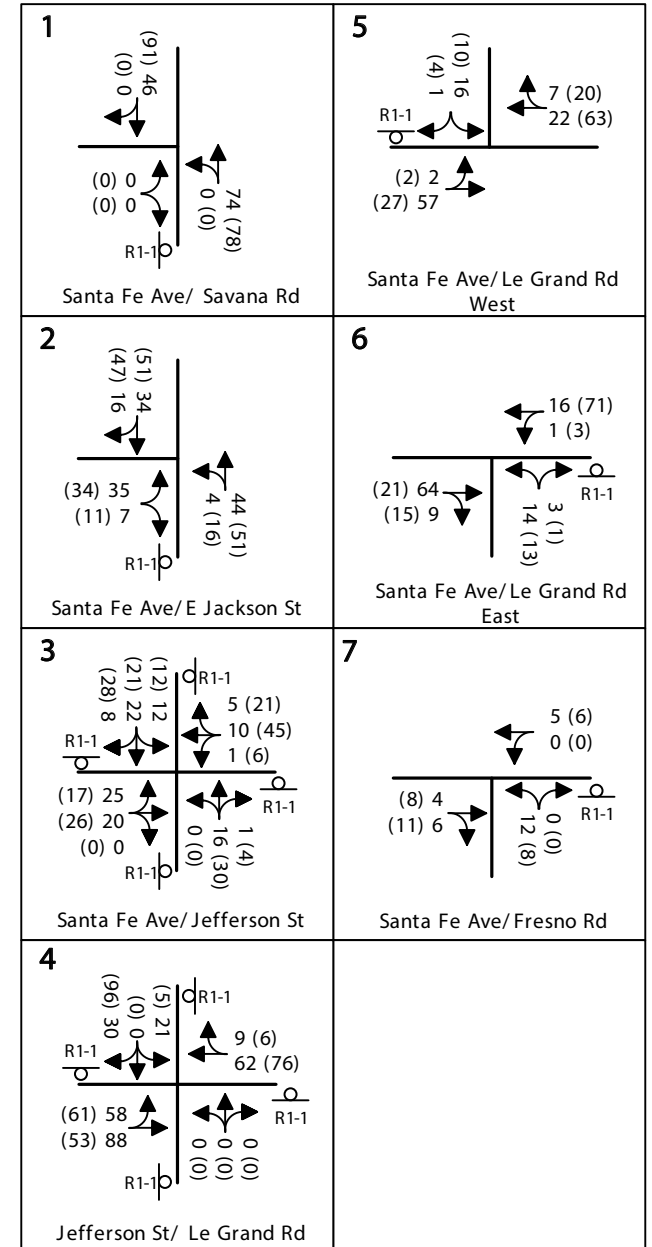 1
(91) 46
(0) 0
(0) 0
(0) 0
74 (78)
0 (0)
R1-1
Santa Fe Ave/ Savana Rd
2
(51) 34
(47) 16
(34) 35
(11) 7
44 (51)
4 (16)
R1-1
Santa Fe Ave/E Jackson St
3
(12) 12
(21) 22
(28) 8
R1-1
5 (21)
10 (45)
1 (6)
R1-1
R1-1
(17) 25
(26) 20
(0) 0
1 (4)
16 (30)
0 (0)
R1-1
Santa Fe Ave/Jefferson St
4
(5) 21
(0) 0
(96) 30
R1-1
9 (6)
62 (76)
R1-1
R1-1
(61) 58
(53) 88
0 (0)
0 (0)
0 (0)
R1-1
Jefferson St/ Le Grand Rd
5
(10) 16
(4) 1
R1-1
7 (20)
22 (63)
(2) 2
(27) 57
Santa Fe Ave/Le Grand Rd
West
6
16 (71)
1 (3)
(21) 64
(15) 9
3 (1)
14 (13)
R1-1
Santa Fe Ave/Le Grand Rd
East
7
5 (6)
0 (0)
(8) 4
(11) 6
0 (0)
12 (8)
R1-1
Santa Fe Ave/Fresno Rd